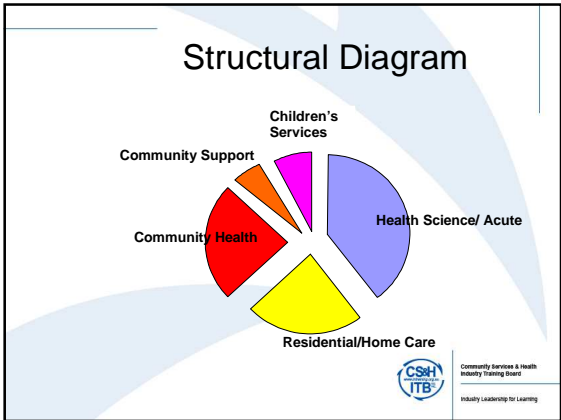 Structural Diagram
Children's
Services
Community Support
Health Science/ Acute
Community Health
Residential/Home Care
CS&H
ITB
Community Services & Health
Industry Training Board
Industry Leadership for Learning